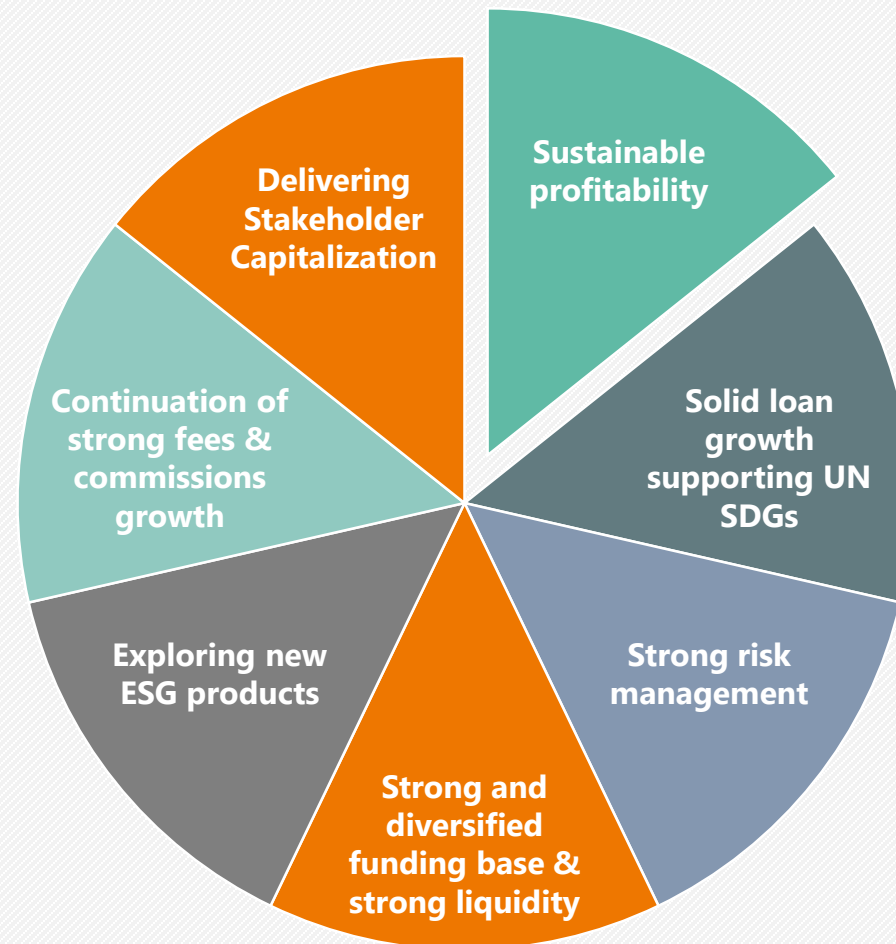 Sustainable
profitability
Solid loan
growth
supporting UN
SDGs
Strong risk
management
Strong and
diversified
funding base &
strong liquidity
Exploring new
ESG products
Continuation of
strong fees &
commissions
growth
Delivering
Stakeholder
Capitalization